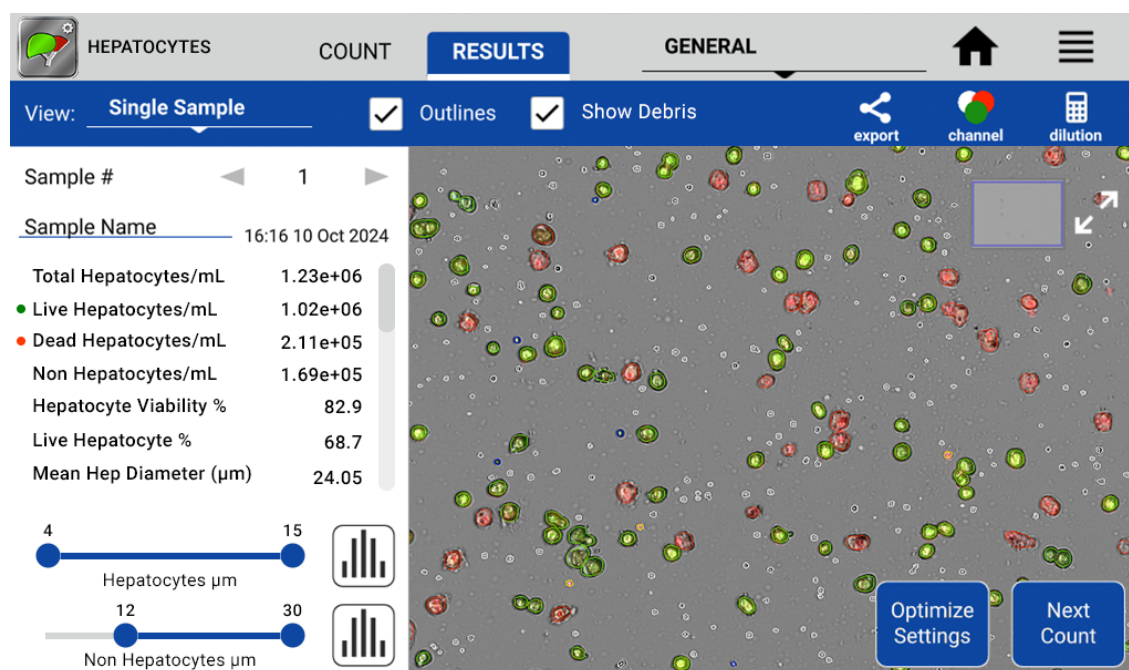 HEPATOCYTES
COUNT
RESULTS
GENERAL
View:
Single Sample
Outlines
Show Debris
export
channel
dilution
Sample #
1
Sample Name
16:16 10 Oct 2024
Total Hepatocytes/mL 1.23e+06
Live Hepatocytes/mL 1.02e+06
Dead Hepatocytes/mL 2.11e+05
Non Hepatocytes/mL 1.69e+05
Hepatocyte Viability % 82.9
Live Hepatocyte % 68.7
Mean Hep Diameter (µm) 24.05
4 15
Hepatocytes µm
12 30
Non Hepatocytes µm
Optimize
Settings
Next
Count